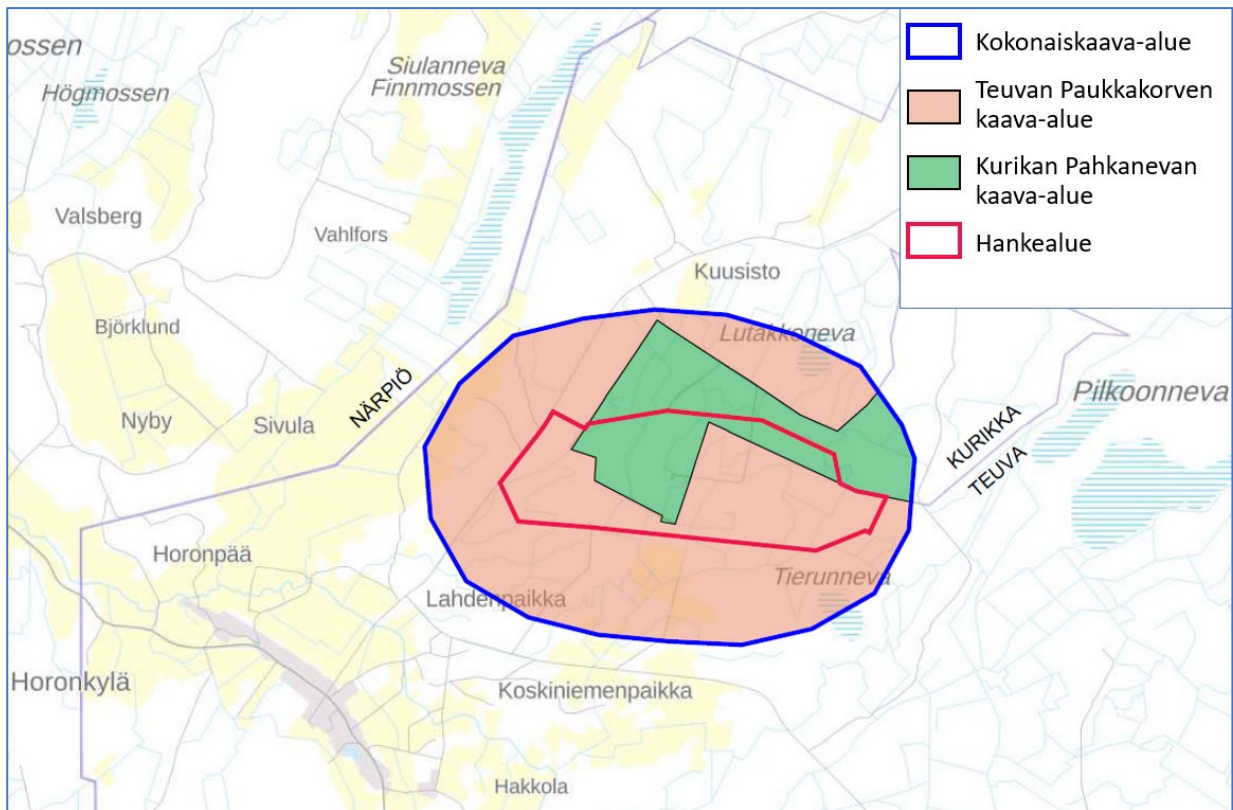 ossen
Högmossen
Siulanneva
Finnmossen
Kokonaiskaava-alue
Teuvan Paukkakorven
kaava-alue
Kurikan Pahkanevan
kaava-alue
Hankealue
Valsberg
Vahlfors
Kuusisto
Björklund
Lutakkoneva
NÄRPIÖ
Pilkoonneva
Nyby
Sivula
KURIKKA
TEUVA
Horonpää
Tierunneva
Lahdenpaikka
Horonkylä
Koskiniemenpaikka
Hakkola